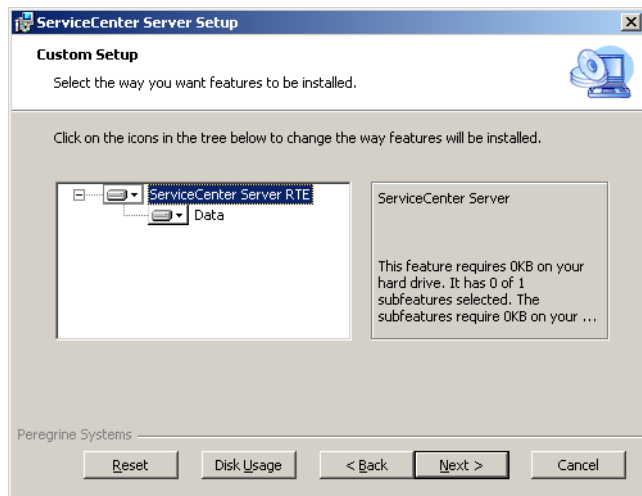 ServiceCenter Server Setup
Custom Setup
Select the way you want features to be installed.
Click on the icons in the tree below to change the way features will be installed.
ServiceCenter Server RTE
Data
ServiceCenter Server
This feature requires 0KB on your
hard drive. It has 0 of 1
subfeatures selected. The
subfeatures require 0KB on your ...
Peregrine Systems
Reset Disk Usage < Back Next > Cancel